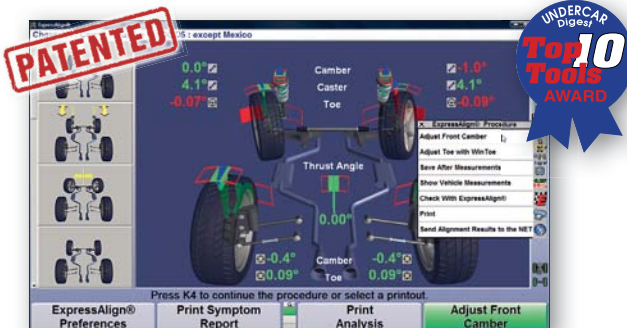 ExpressAlign®
: except Mexico
PATENTED
UNDERCAR
Digest
Top 10
Tools
AWARD
0.0° Camber -1.0°
4.1° Caster 4.1°
-0.07° Toe -0.09°
X ExpressAlign® Procedure
Adjust Front Camber
Adjust Toe with WinToe
Save After Measurements
Show Vehicle Measurements
Check With ExpressAlign®
Print
Send Alignment Results to the NET
Thrust Angle
0.00°
-0.4° Camber -0.4°
0.09° Toe 0.09°
Press K4 to continue the procedure or select a printout.
ExpressAlign®
Preferences
Print Symptom
Report
Print
Analysis
Adjust Front
Camber